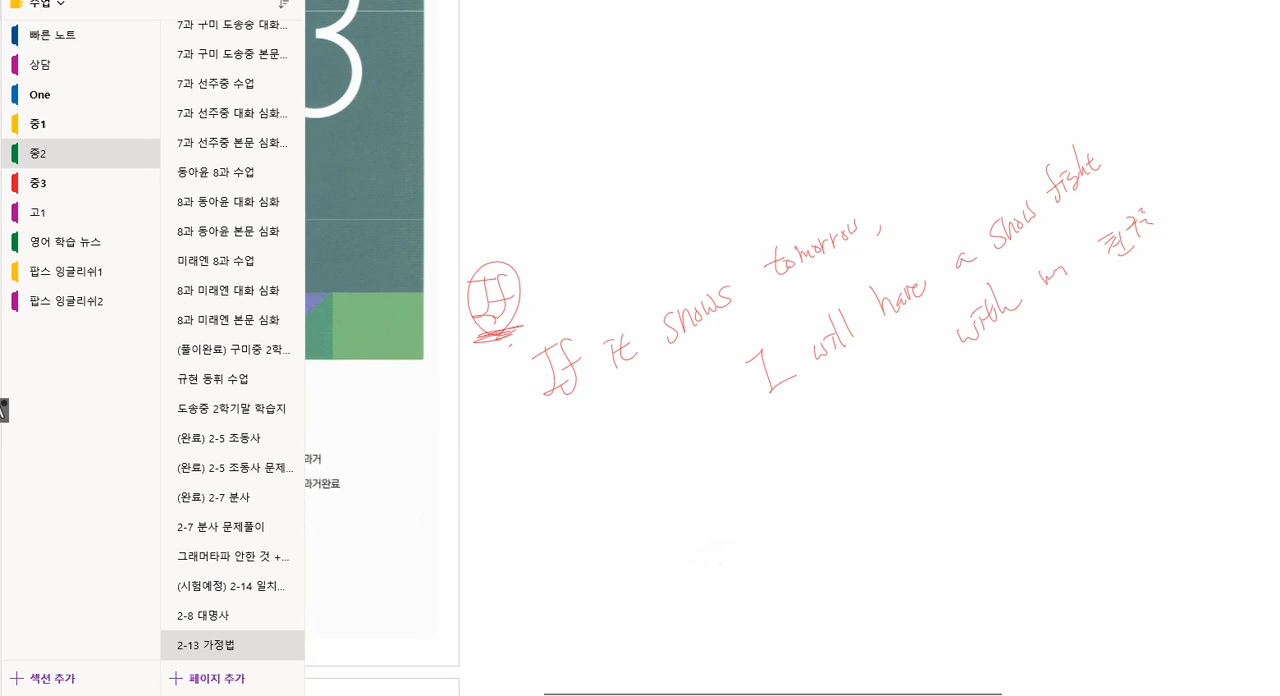 수업
빠른 노트
상담
One
중1
중2
중3
고1
영어 학습 뉴스
팝스 잉글리쉬1
팝스 잉글리쉬2
섹션 추가
7과 구미 도송중 대화...
7과 구미 도송중 본문...
7과 선주중 수업
7과 선주중 대화 심화...
7과 선주중 본문 심화...
동아윤 8과 수업
8과 동아윤 대화 심화
8과 동아윤 본문 심화
미래엔 8과 수업
8과 미래엔 대화 심화
8과 미래엔 본문 심화
(풀이완료) 구미중 2학...
규현 동휘 수업
도송중 2학기말 학습지
(완료) 2-5 조동사
(완료) 2-5 조동사 문제...
(완료) 2-7 분사
2-7 분사 문제풀이
그래머타파 안한 것 +...
(시험예정) 2-14 일치...
2-8 대명사
2-13 가정법
페이지 추가
3
과거
과거완료
If
If it snows tomorrow,
I will have a snow fight
with m